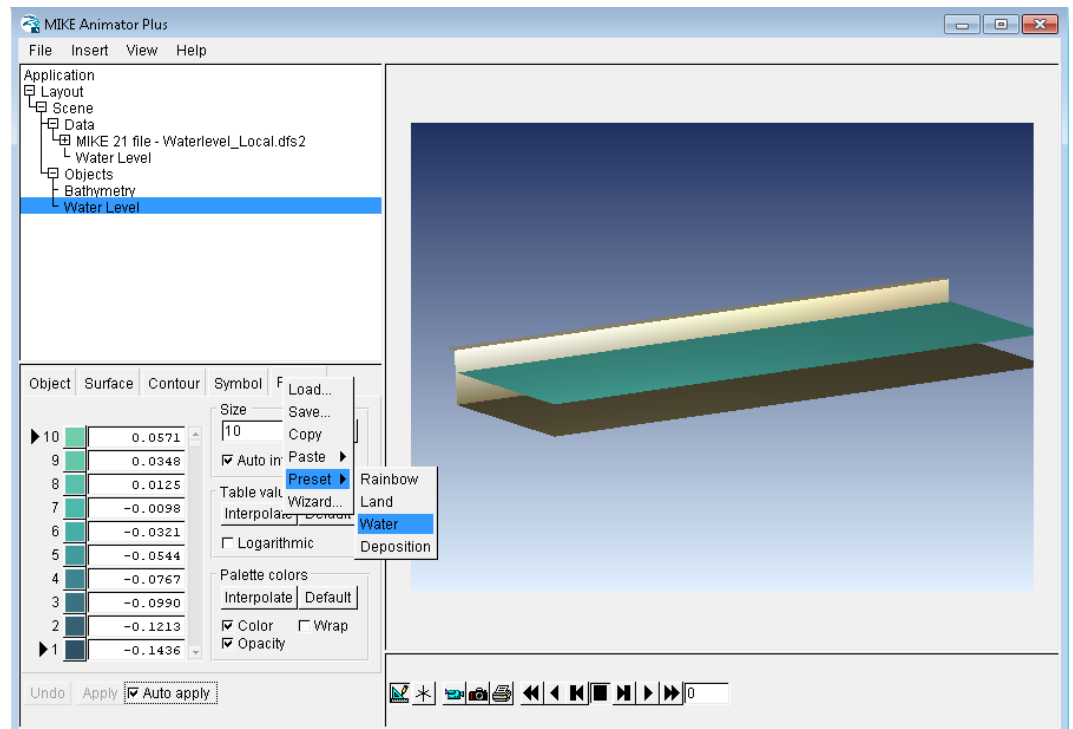 MIKE Animator Plus
File Insert View Help
Application
Layout
Scene
Data
MIKE 21 file - Waterlevel_Local.dfs2
Water Level
Objects
Bathymetry
Water Level
Object Surface Contour Symbol
Load...
Save...
Copy
Paste
Preset
Wizard...
Rainbow
Land
Water
Deposition
10 0.0571
9 0.0348
8 0.0125
7 -0.0098
6 -0.0321
5 -0.0544
4 -0.0767
3 -0.0990
2 -0.1213
1 -0.1436
Size
10
Auto in
Table valu
Interpolate Default
Logarithmic
Palette colors
Interpolate Default
Color Wrap
Opacity
Undo Apply Auto apply
0